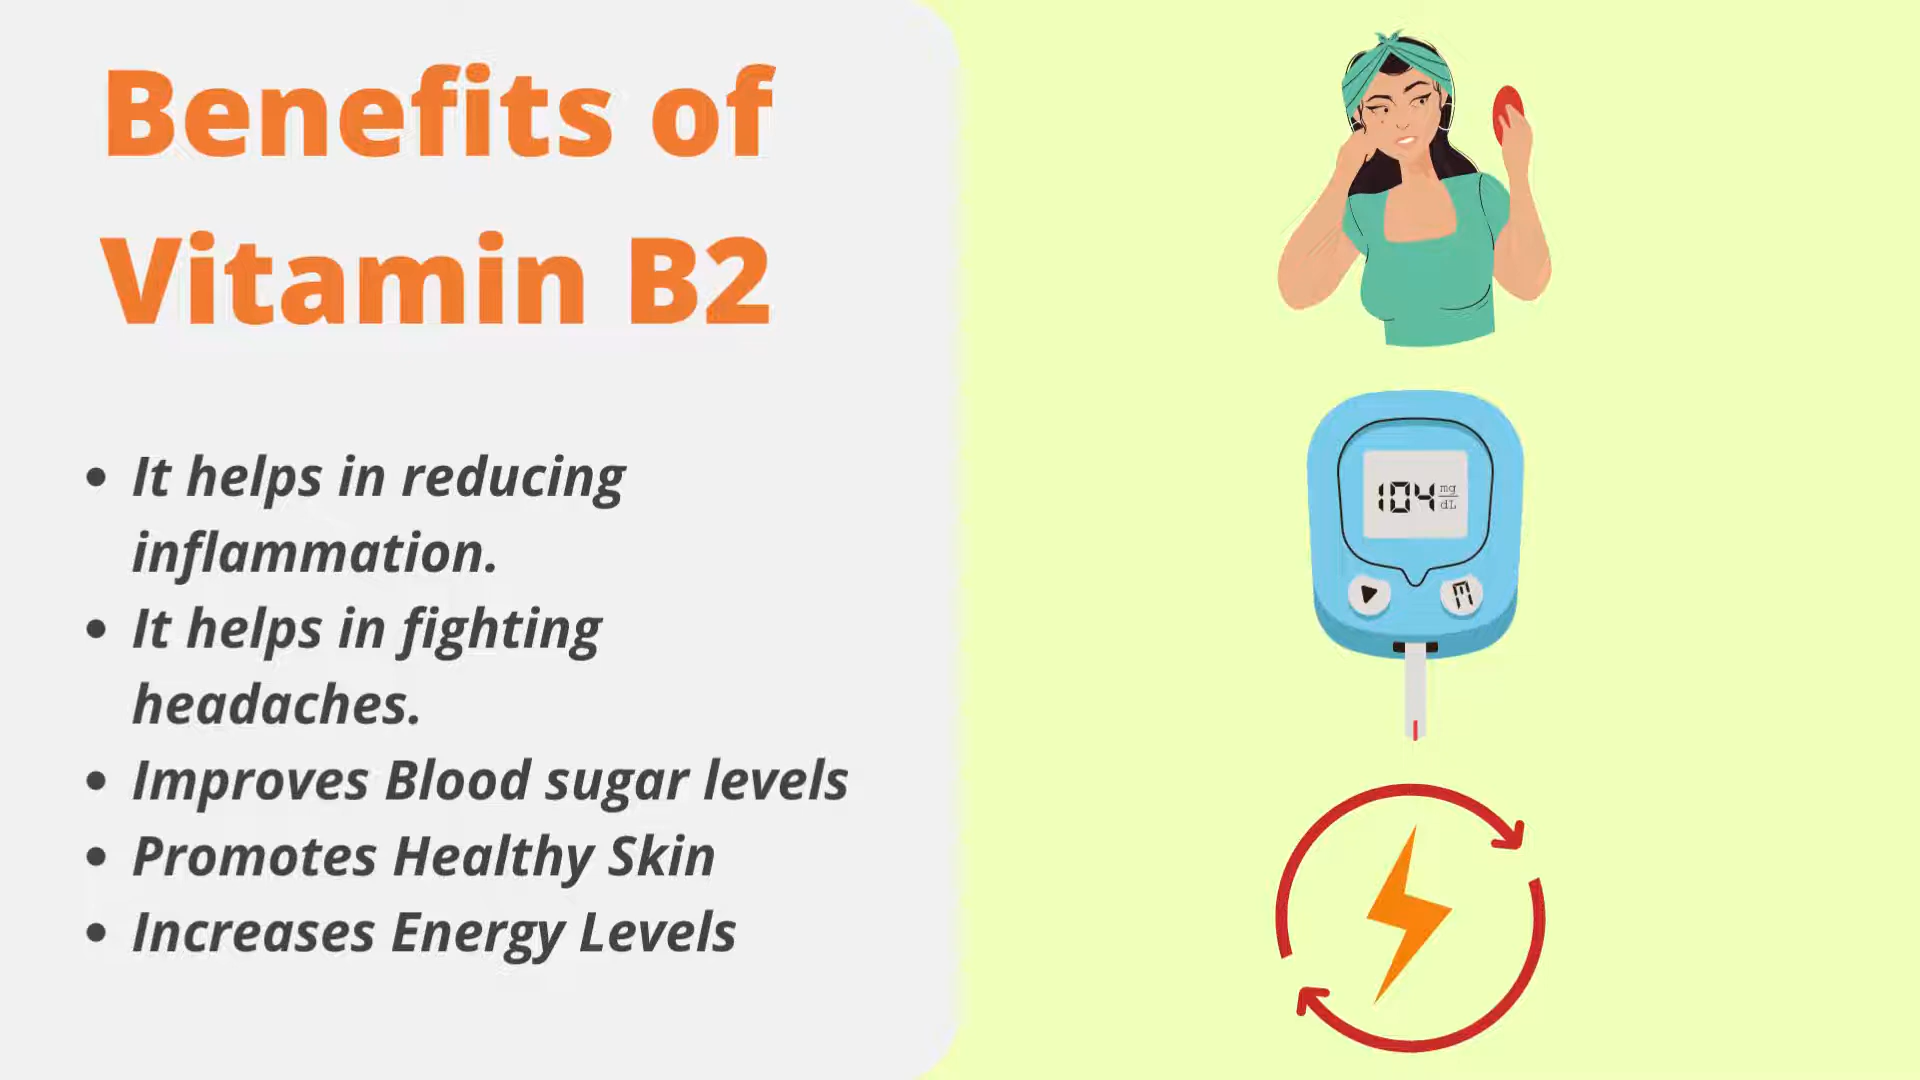 Benefits of
Vitamin B2
• It helps in reducing
inflammation.
• It helps in fighting
headaches.
• Improves Blood sugar levels
• Promotes Healthy Skin
• Increases Energy Levels
104 mg/dL
M